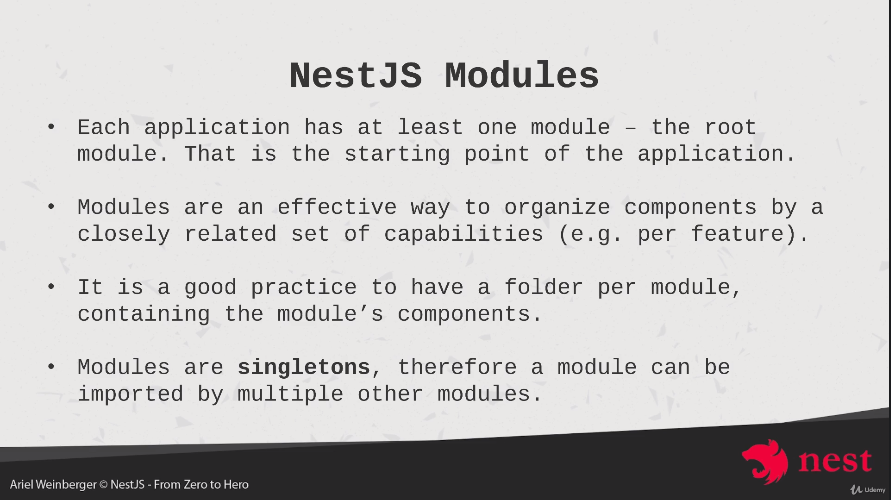 NestJS Modules
• Each application has at least one module – the root
module. That is the starting point of the application.
• Modules are an effective way to organize components by a
closely related set of capabilities (e.g. per feature).
• It is a good practice to have a folder per module,
containing the module’s components.
• Modules are singletons, therefore a module can be
imported by multiple other modules.
nest
Ariel Weinberger © NestJS - From Zero to Hero
Udemy